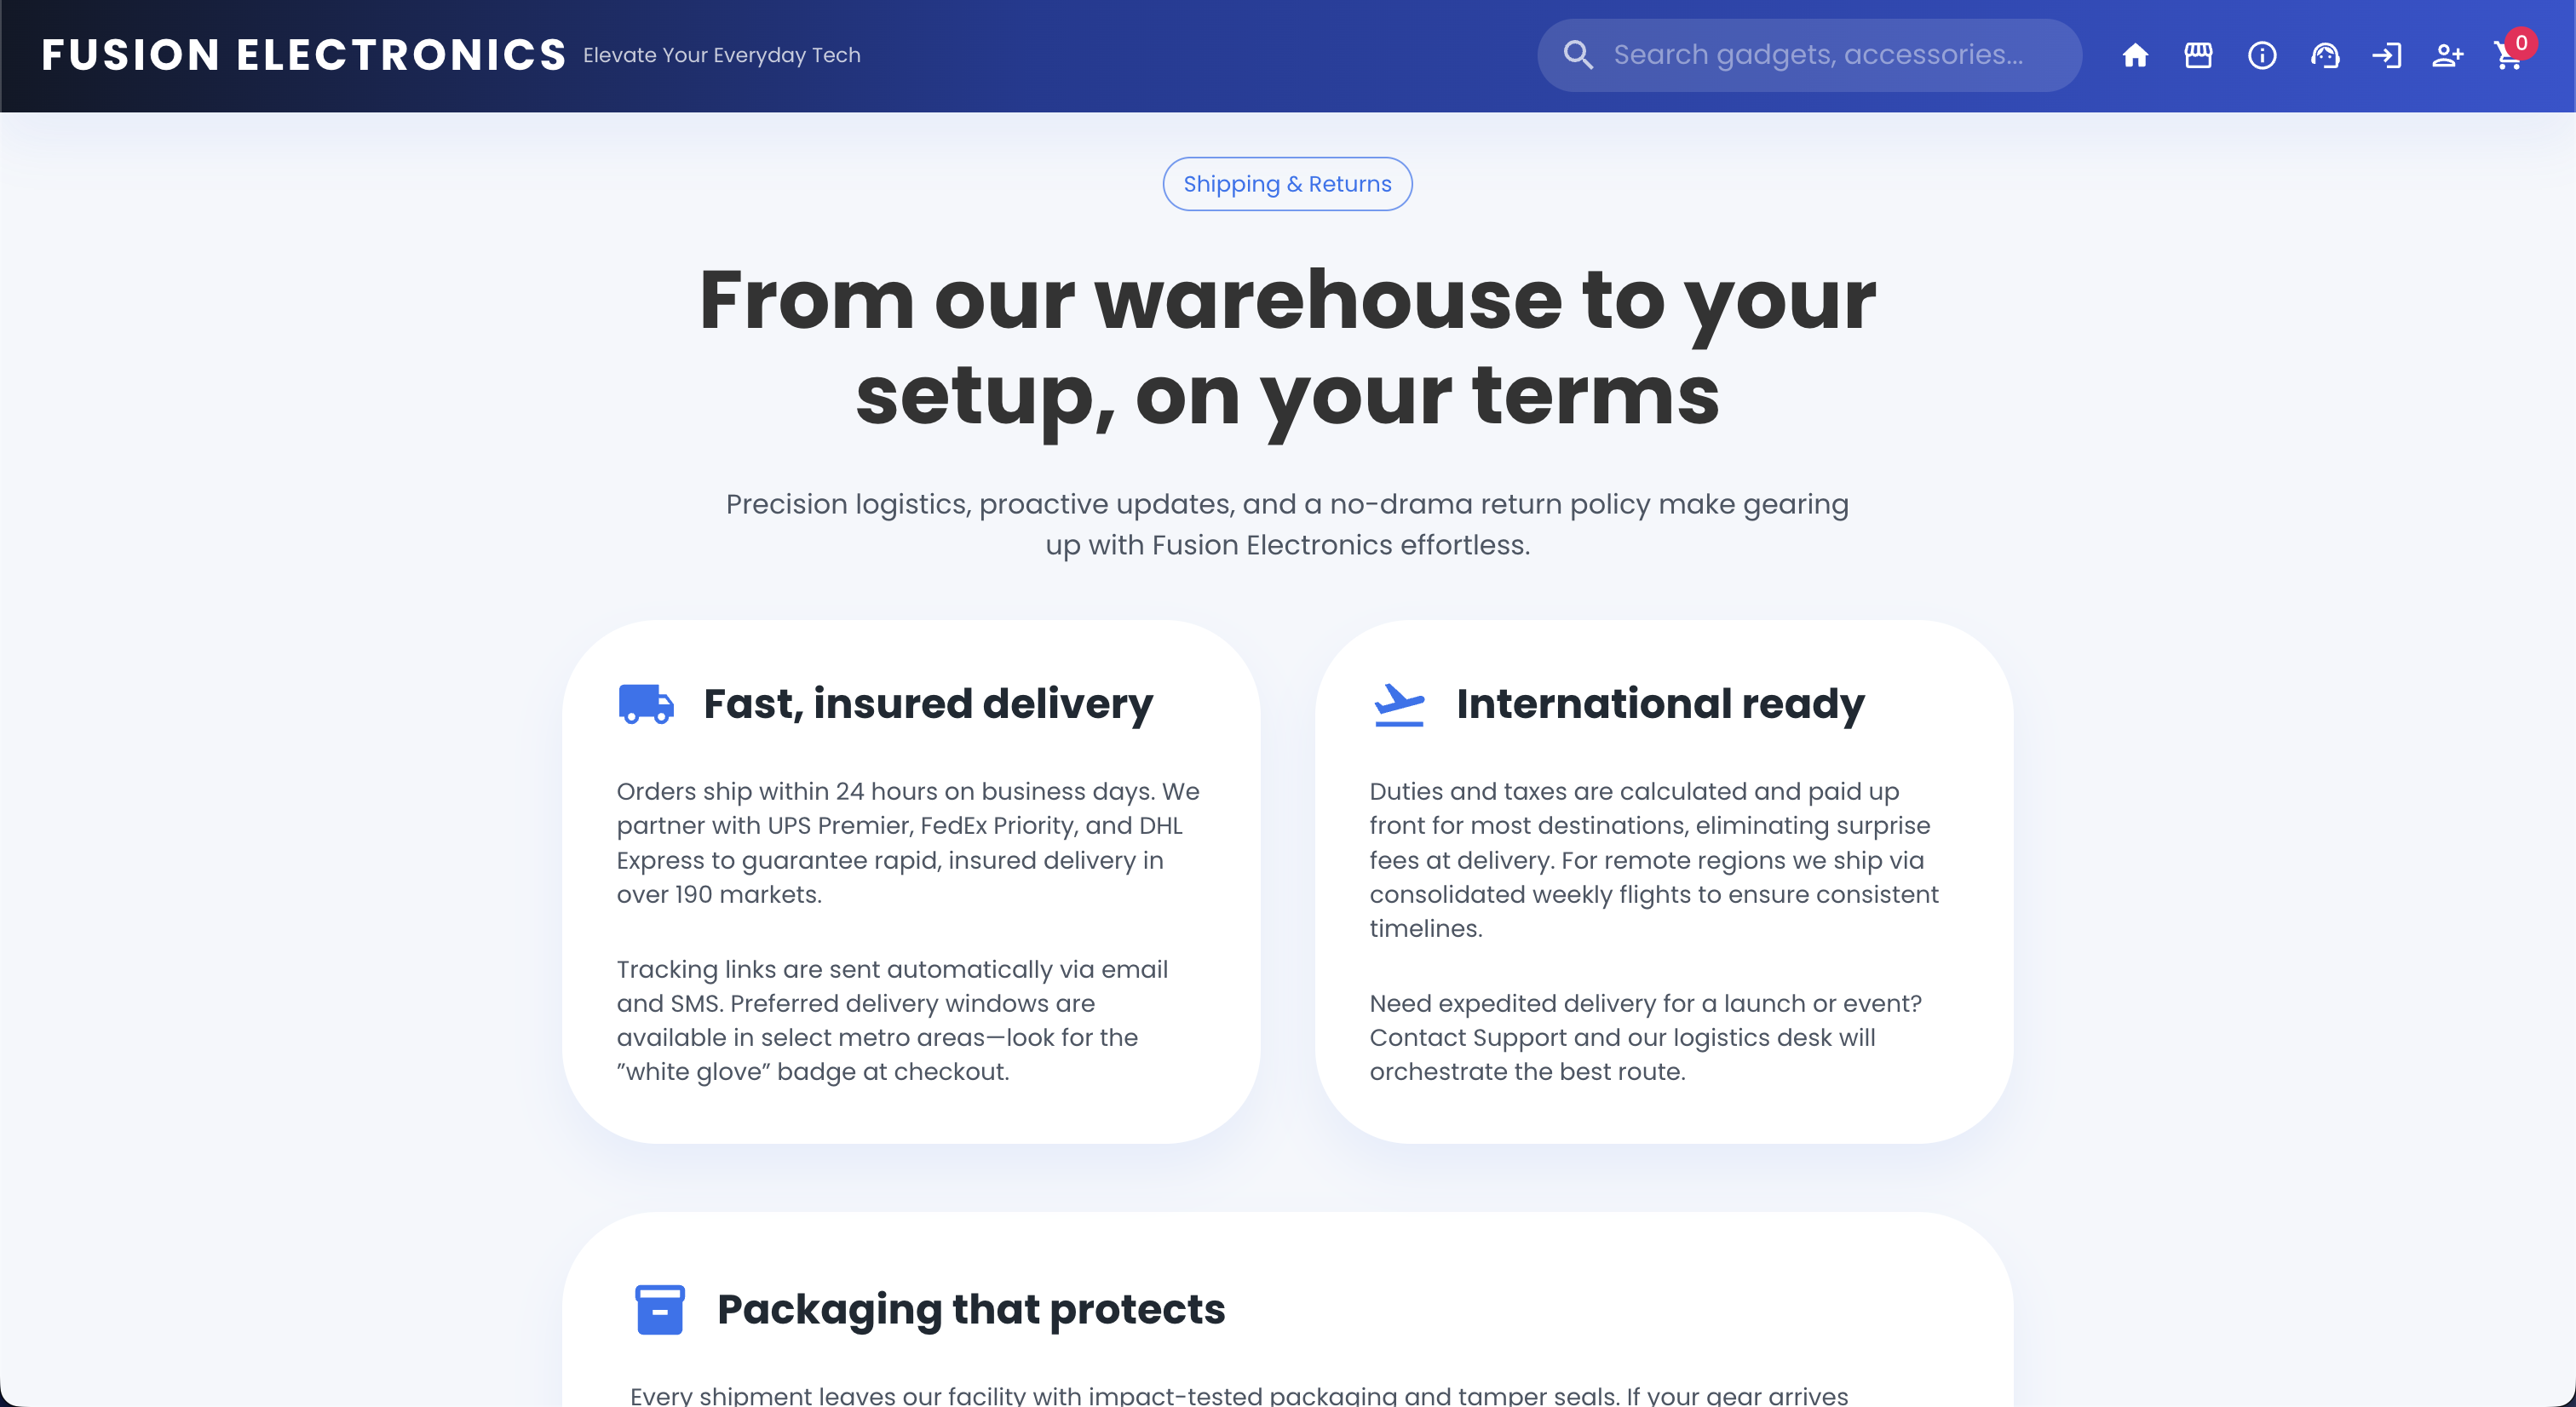 FUSION ELECTRONICS Elevate Your Everyday Tech Search gadgets, accessories... 0
Shipping & Returns
From our warehouse to your
setup, on your terms
Precision logistics, proactive updates, and a no-drama return policy make gearing
up with Fusion Electronics effortless.
Fast, insured delivery
Orders ship within 24 hours on business days. We
partner with UPS Premier, FedEx Priority, and DHL
Express to guarantee rapid, insured delivery in
over 190 markets.
Tracking links are sent automatically via email
and SMS. Preferred delivery windows are
available in select metro areas—look for the
”white glove” badge at checkout.
International ready
Duties and taxes are calculated and paid up
front for most destinations, eliminating surprise
fees at delivery. For remote regions we ship via
consolidated weekly flights to ensure consistent
timelines.
Need expedited delivery for a launch or event?
Contact Support and our logistics desk will
orchestrate the best route.
Packaging that protects
Every shipment leaves our facility with impact-tested packaging and tamper seals. If your gear arrives